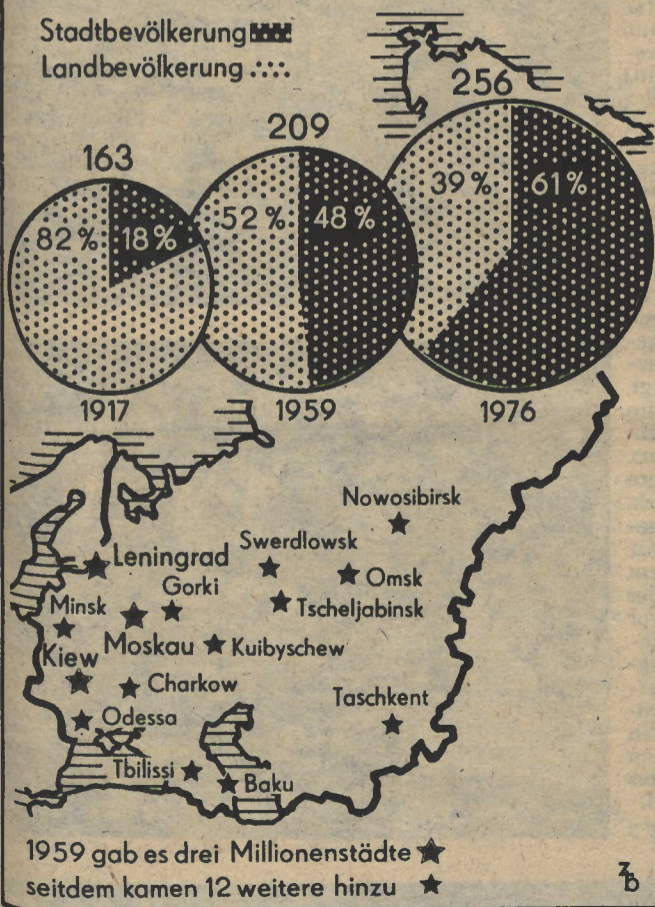 Stadtbevölkerung
Landbevölkerung
256
209
163
39 % 61 %
52 % 48 %
82 % 18 %
1917 1959 1976
Nowosibirsk
Swerdlowsk
Leningrad
Omsk
Gorki
Tscheljabinsk
Minsk
Moskau
Kuibyschew
Kiew
Charkow
Taschkent
Odessa
Tbilissi
Baku
1959 gab es drei Millionenstädte
seitdem kamen 12 weitere hinzu